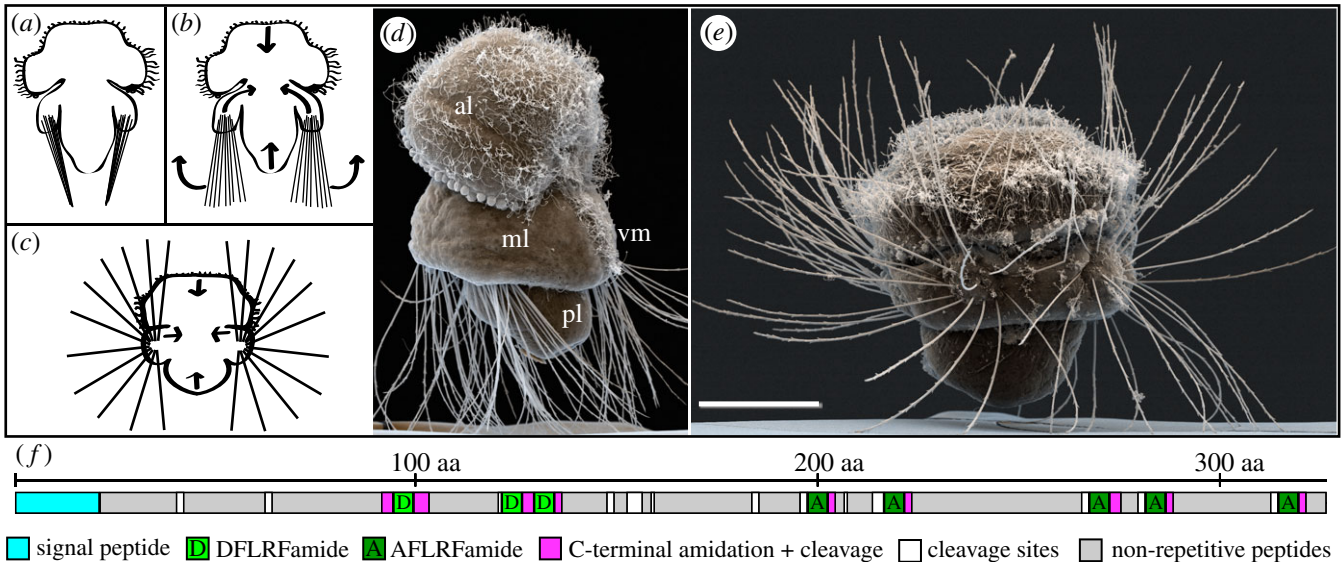 (a)
(b)
(c)
(d)
al
ml
vm
pl
(e)
(f)
100 aa 200 aa 300 aa
D D D A A A A A
signal peptide D DFLRFamide A AFLRFamide C-terminal amidation + cleavage cleavage sites non-repetitive peptides